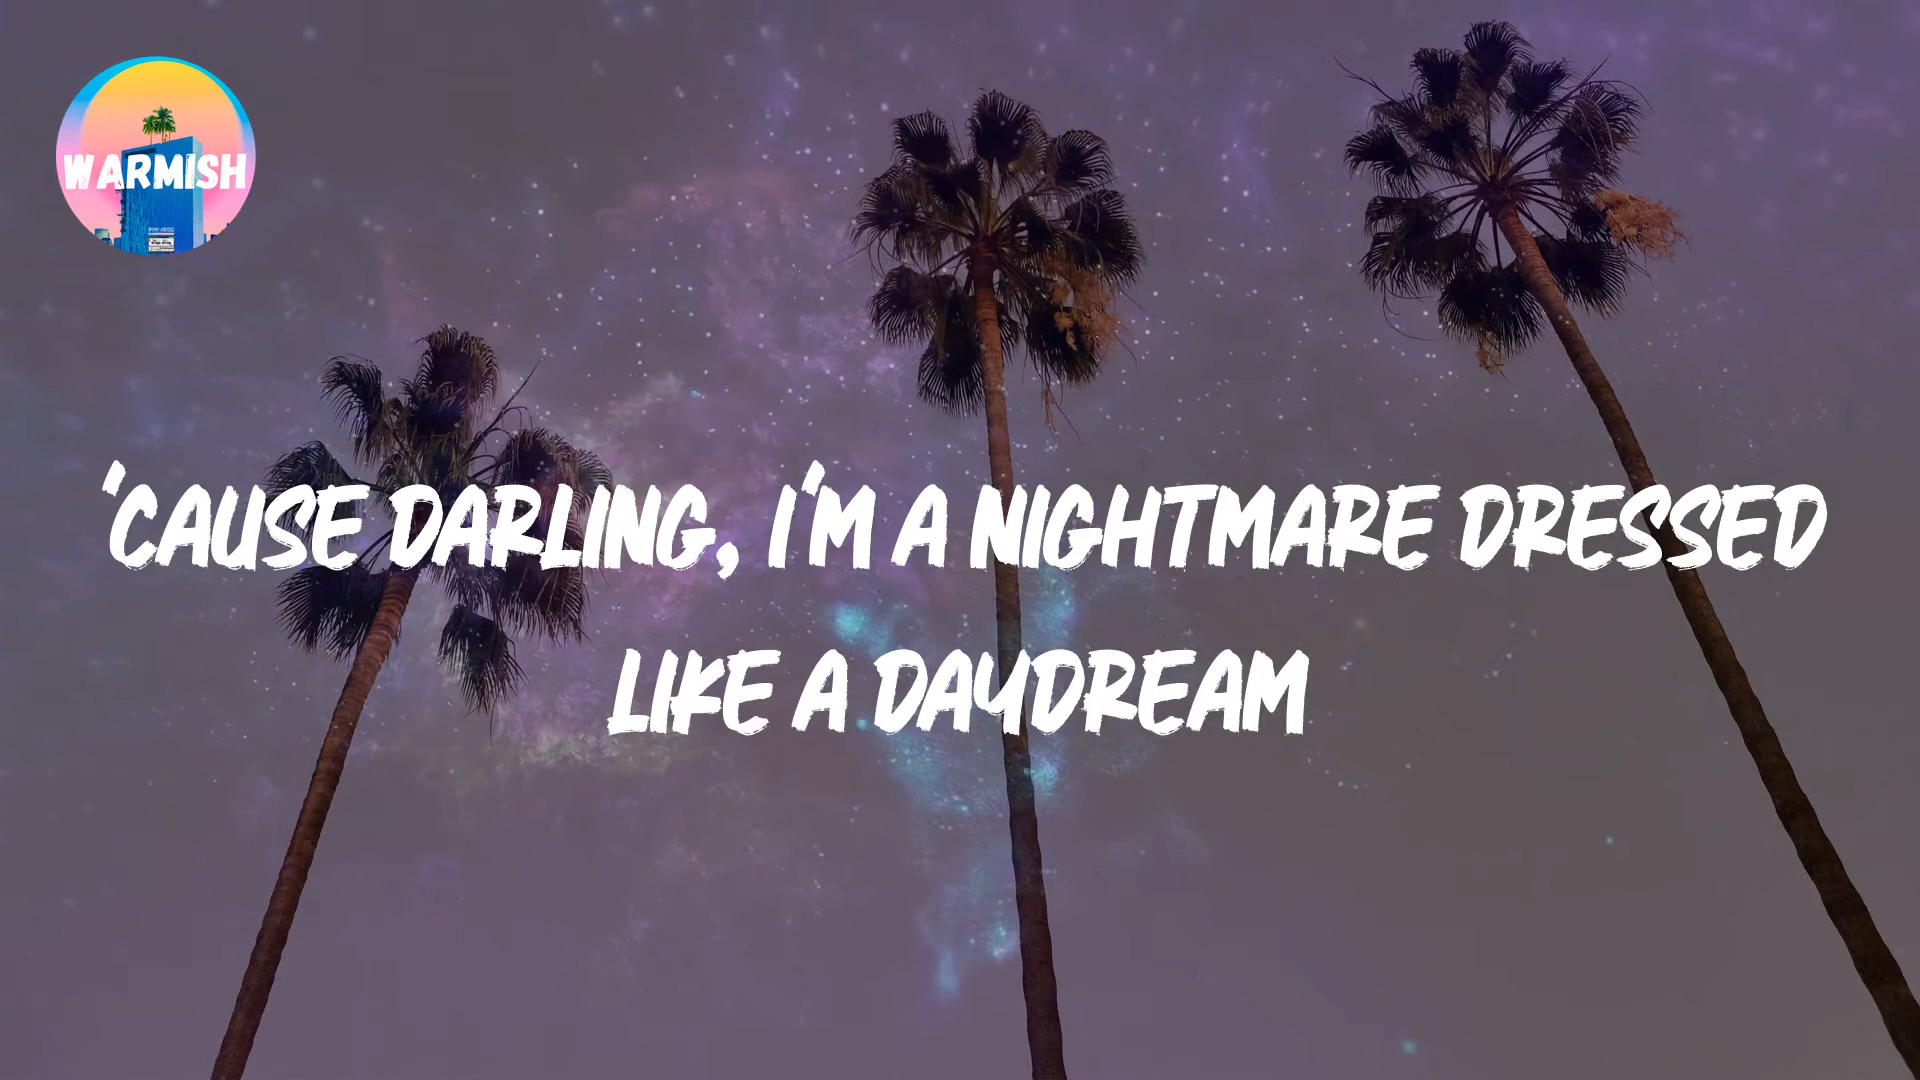 WARMISH
'CAUSE DARLING, I'M A NIGHTMARE DRESSED
LIKE A DAYDREAM